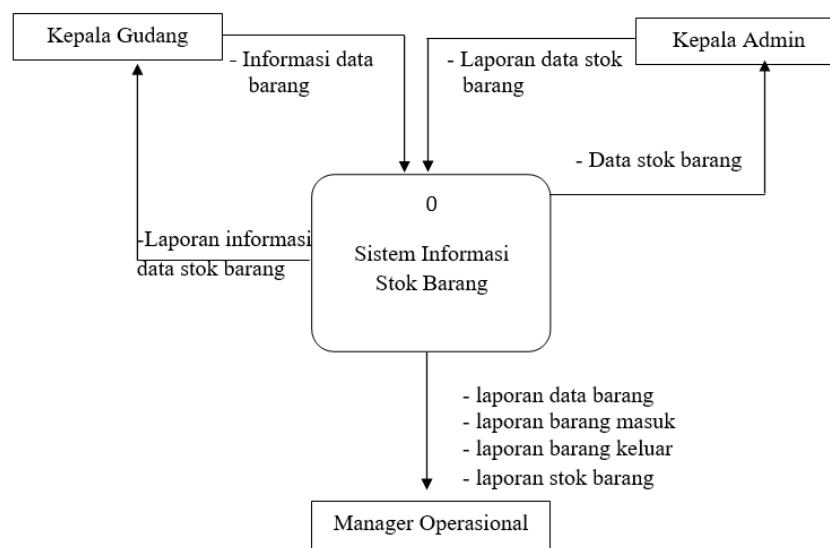 Kepala Gudang
Kepala Admin
- Informasi data
barang
- Laporan data stok
barang
- Data stok barang
0
Sistem Informasi
Stok Barang
-Laporan informasi
data stok barang
- laporan data barang
- laporan barang masuk
- laporan barang keluar
- laporan stok barang
Manager Operasional